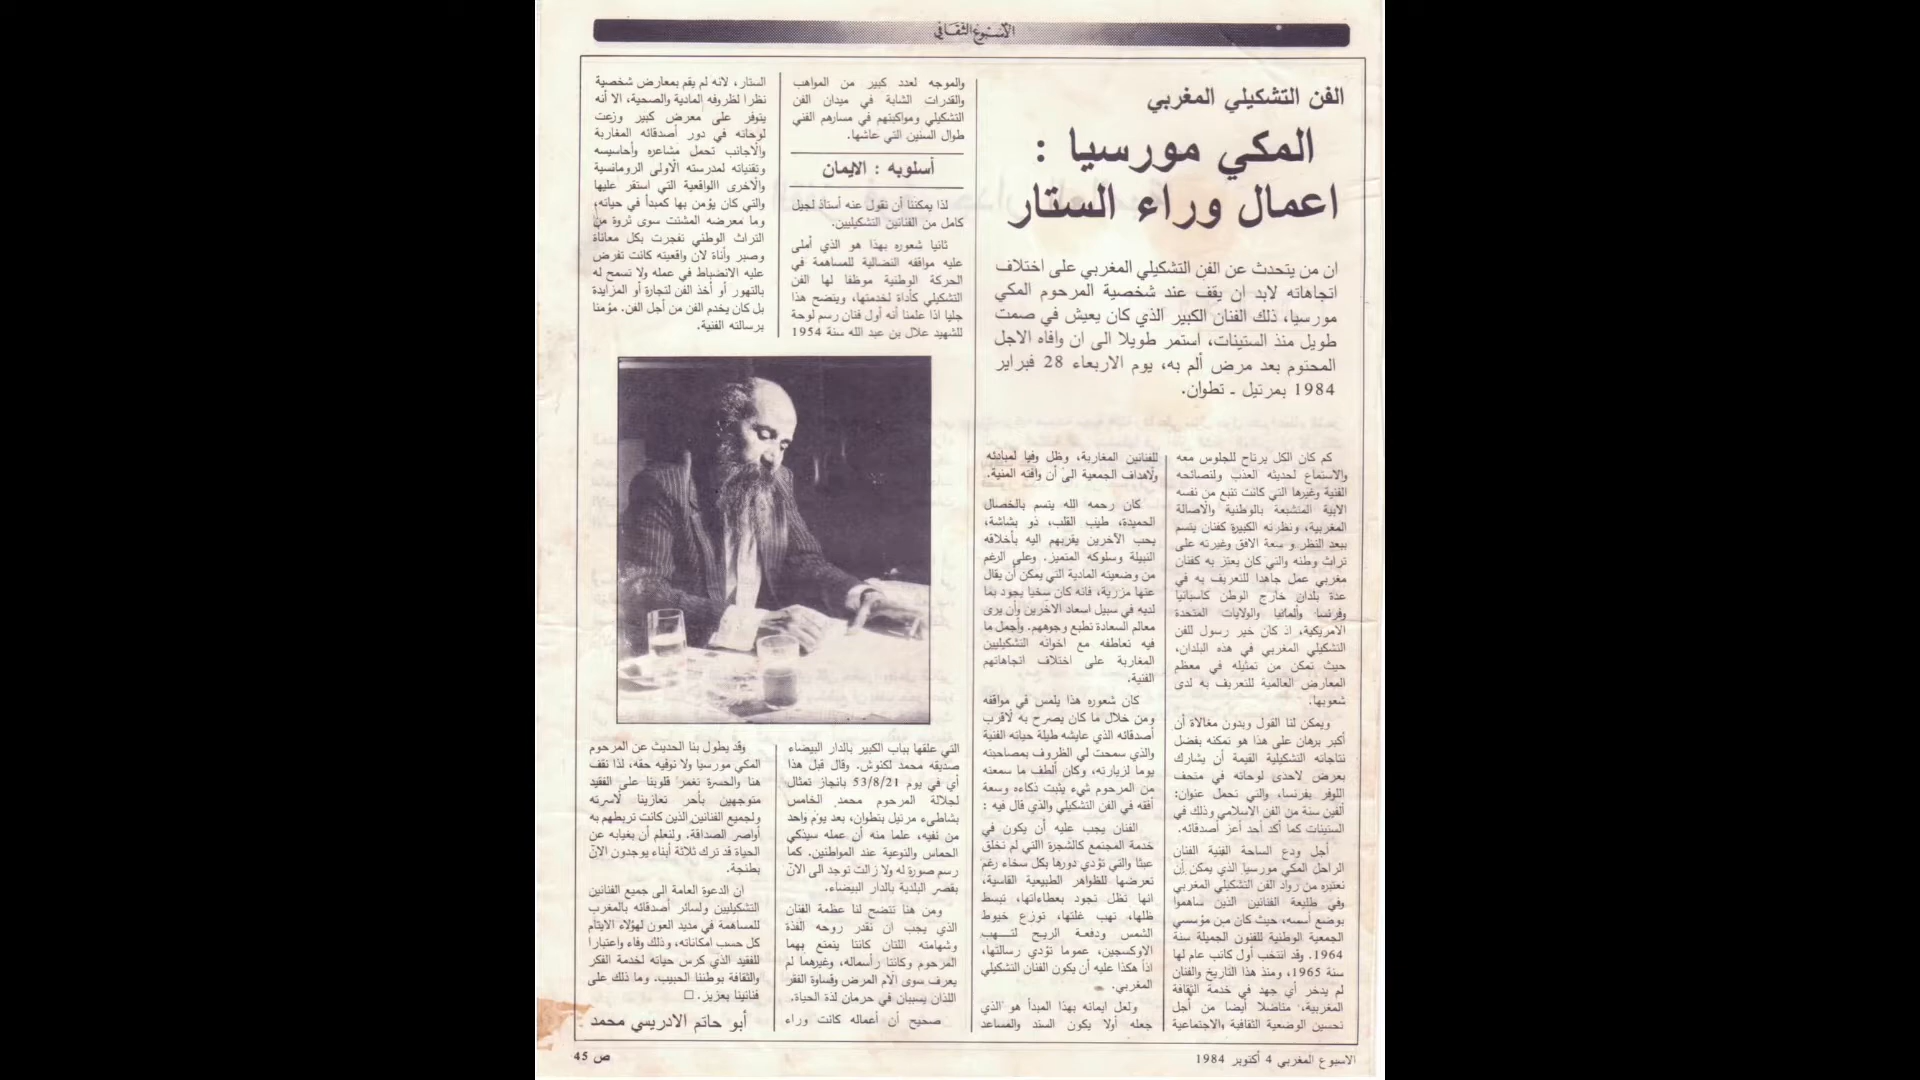 الأسبوع الثقافي
الفن التشكيلي المغربي
المكي مورسيا :
اعمال وراء الستار
ان من يتحدث عن الفن التشكيلي المغربي على اختلاف
اتجاهاته لابد ان يقف عند شخصية المرحوم المكي
مورسيا، ذلك الفنان الكبير الذي كان يعيش في صمت
طويل منذ الستينات، استمر طويلا الى ان وافاه الاجل
المحتوم بعد مرض ألم به، يوم الاربعاء 28 فبراير
1984 بمرتيل ـ تطوان.
كم كان الكل يرتاح للجلوس معه
والاستماع لحديثه العذب ولنصائحه
الفنية وغيرها التي كانت تنبع من نفسه
الابية المتشبعة بالوطنية والاصالة
المغربية، ونظرته الكبيرة كفنان يتسم
ببعد النظر و سعة الافق وغيرته على
تراث وطنه والتي كان يعتز به كفنان
مغربي عمل جاهدا للتعريف به في
عدة بلدان خارج الوطن كاسبانيا
وفرنسا وألمانيا والولايات المتحدة
الامريكية، اذ كان خير رسول للفن
التشكيلي المغربي في هذه البلدان،
حيث تمكن من تمثيله في معظم
المعارض العالمية للتعريف به لدى
شعوبها.
ويمكن لنا القول وبدون مغالاة أن
أكبر برهان على هذا هو تمكنه بفضل
نتاجاته التشكيلية القيمة أن يشارك
بعرض لاحدى لوحاته في متحف
اللوفر بفرنسا، والتي تحمل عنوان:
ألفين سنة من الفن الاسلامي وذلك في
الستينات كما أكد أحد أعز أصدقائه.
أجل ودع الساحة الفنية الفنان
الراحل المكي مورسيا الذي يمكن أن
نعتبره من رواد الفن التشكيلي المغربي
وفي طليعة الفنانين الذين ساهموا
بوضع أسسه، حيث كان من مؤسسي
الجمعية الوطنية للفنون الجميلة سنة
1964. وقد انتخب أول كاتب عام لها
سنة 1965، ومنذ هذا التاريخ والفنان
لم يدخر أي جهد في خدمة الثقافة
المغربية، مناضلا أيضا من أجل
تحسين الوضعية الثقافية والاجتماعية
للفنانين المغاربة، وظل وفيا لمبادئه
ولأهداف الجمعية الى أن وافته المنية.
كان رحمه الله يتسم بالخصال
الحميدة، طيب القلب، ذو بشاشة،
بحب الآخرين يقربهم اليه بأخلاقه
النبيلة وسلوكه المتميز. وعلى الرغم
من وضعيته المادية التي يمكن أن يقال
عنها مزرية، فانه كان سخيا يجود بما
لديه في سبيل اسعاد الآخرين وأن يرى
معالم السعادة تطبع وجوههم. وأجمل ما
فيه تعاطفه مع اخوانه التشكيليين
المغاربة على اختلاف اتجاهاتهم
الفنية.
كان شعوره هذا يلمس في مواقفه
ومن خلال ما كان يصرح به لأقرب
أصدقائه الذي عايشه طيلة حياته الفنية
والذي سمحت لي الظروف بمصاحبته
يوما لزيارته، وكان ألطف ما سمعته
من المرحوم شيء يثبت ذكاءه وسعة
أفقه في الفن التشكيلي والذي قال فيه :
الفنان يجب عليه أن يكون في
خدمة المجتمع كالشجرة التي لم تخلق
عبثا والتي تؤدي دورها بكل سخاء رغم
تعرضها للظواهر الطبيعية القاسية،
انها تظل تجود بعطاءاتها، تبسط
ظلها، تهب غلتها، توزع خيوط
الشمس ودفعة الريح لتـــهب
الاوكسجين، عموما تؤدي رسالتها،
اذأ هكذا عليه أن يكون الفنان التشكيلي
المغربي.
ولعل ايمانه بهذا المبدأ هو الذي
جعله أولا يكون السند والمساعد
والموجه لعدد كبير من المواهب
والقدرات الشابة في ميدان الفن
التشكيلي ومواكبتهم في مسارهم الفني
طوال السنين التي عاشها.
أسلوبه : الايمان
لذا يمكننا أن نقول عنه أستاذ لجيل
كامل من الفنانين التشكيليين.
ثانيا شعوره بهذا هو الذي أملى
عليه مواقفه النضالية للمساهمة في
الحركة الوطنية موظفا لها الفن
التشكيلي كأداة لخدمتها، ويتضح هذا
جليا اذا علمنا أنه أول فنان رسم لوحة
للشهيد علال بن عبد الله سنة 1954
التي علقها بباب الكبير بالدار البيضاء
صديقه محمد لكنوش. وقال قبل هذا
أي في يوم 53/8/21 بانجاز تمثال
لجلالة المرحوم محمد الخامس
بشاطىء مرتيل بتطوان، بعد يوم واحد
من نفيه، علما منه أن عمله سيذكي
الحماس والنوعية عند المواطنين. كما
رسم صورة له ولا زالت توجد الى الآن
بقصر البلدية بالدار البيضاء.
ومن هنا تتضح لنا عظمة الفنان
الذي يجب ان نقدر روحه الفذة
وشهامته اللتان كانتا يتمتع بهما
المرحوم وكانتا رأسماله، وغيرهما لم
يعرف سوى آلام المرض وقساوة الفقر
اللذان يسببان في حرمان لذة الحياة.
صحيح أن أعماله كانت وراء
الستار، لانه لم يقم بمعارض شخصية
نظرا لظروفه المادية والصحية، الا أنه
يتوفر على معرض كبير وزعت
لوحاته في دور أصدقائه المغاربة
والأجانب تحمل مشاعره وأحاسيسه
وتقنياته لمدرسته الأولى الرومانسية
والأخرى االواقعية التي استقر عليها
والتي كان يؤمن بها كمبدأ في حياته،
وما معرضه المشتت سوى ثروة من
التراث الوطني تفجرت بكل معاناة
وصبر وأناة لان واقعيته كانت تفرض
عليه الانضباط في عمله ولا تسمح له
بالتهور أو أخذ الفن لتجارة أو المزايدة
بل كان يخدم الفن من أجل الفن. مؤمنا
برسالته الفنية.
وقد يطول بنا الحديث عن المرحوم
المكي مورسيا ولا توفيه حقه، لذا نقف
هنا والحسرة تغمر قلوبنا على الفقيد
متوجهين بأحر تعازينا لأسرته
ولجميع الفنانين الذين كانت تربطهم به
أواصر الصداقة. ولنعلم أن بغيابه عن
الحياة قد ترك ثلاثة أبناء يوجدون الآن
بطنجة.
ان الدعوة العامة الى جميع الفنانين
التشكيليين ولسائر أصدقائه بالمغرب
للمساهمة في مديد العون لهؤلاء الايتام
كل حسب امكاناته، وذلك وفاء واعتبارا
للفقيد الذي كرس حياته لخدمة الفكر
والثقافة بوطننا الحبيب. وما ذلك على
فنانينا بعزيز. □
أبو حاتم الادريسي محمد
الاسبوع المغربي 4 أكتوبر 1984
ص 45